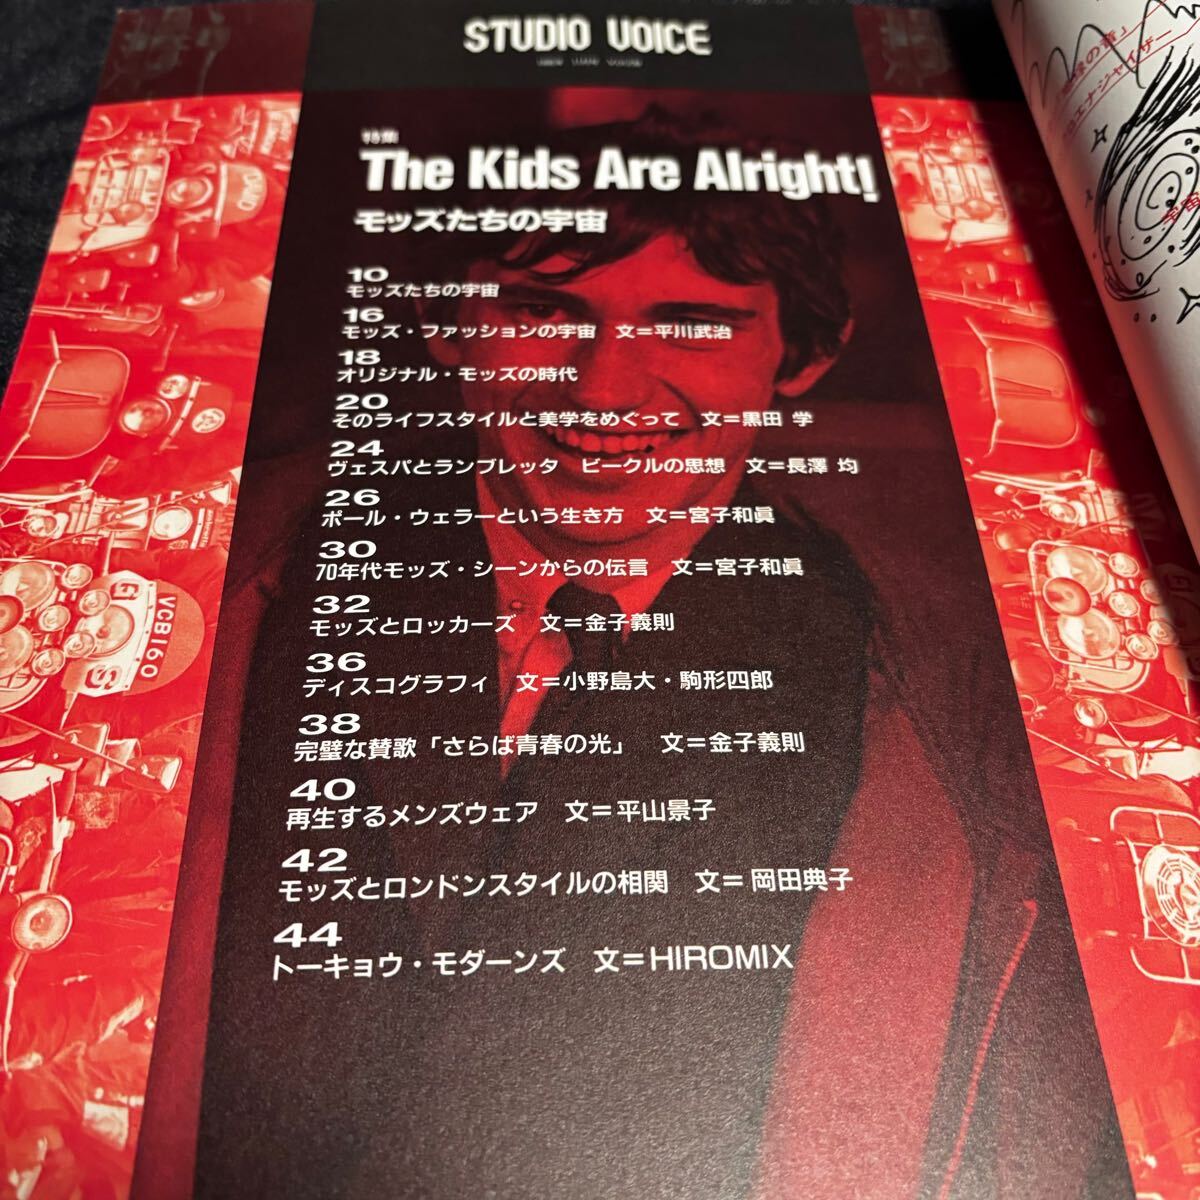 STUDIO VOICE
特集
The Kids Are Alright!
モッズたちの宇宙
10
モッズたちの宇宙
16
モッズ・ファッションの宇宙　文＝平川武治
18
オリジナル・モッズの時代
20
そのライフスタイルと美学をめぐって　文＝黒田 学
24
ヴェスパとランブレッタ　ビークルの思想　文＝長澤 均
26
ポール・ウェラーという生き方　文＝宮子和眞
30
70年代モッズ・シーンからの伝言　文＝宮子和眞
32
モッズとロッカーズ　文＝金子義則
36
ディスコグラフィ　文＝小野島大・駒形四郎
38
完璧な賛歌「さらば青春の光」　文＝金子義則
40
再生するメンズウェア　文＝平山景子
42
モッズとロンドンスタイルの相関　文＝岡田典子
44
トーキョウ・モダーンズ　文＝HIROMIX
VCB160
G
S
の音」
エナジャイザー
宇宙